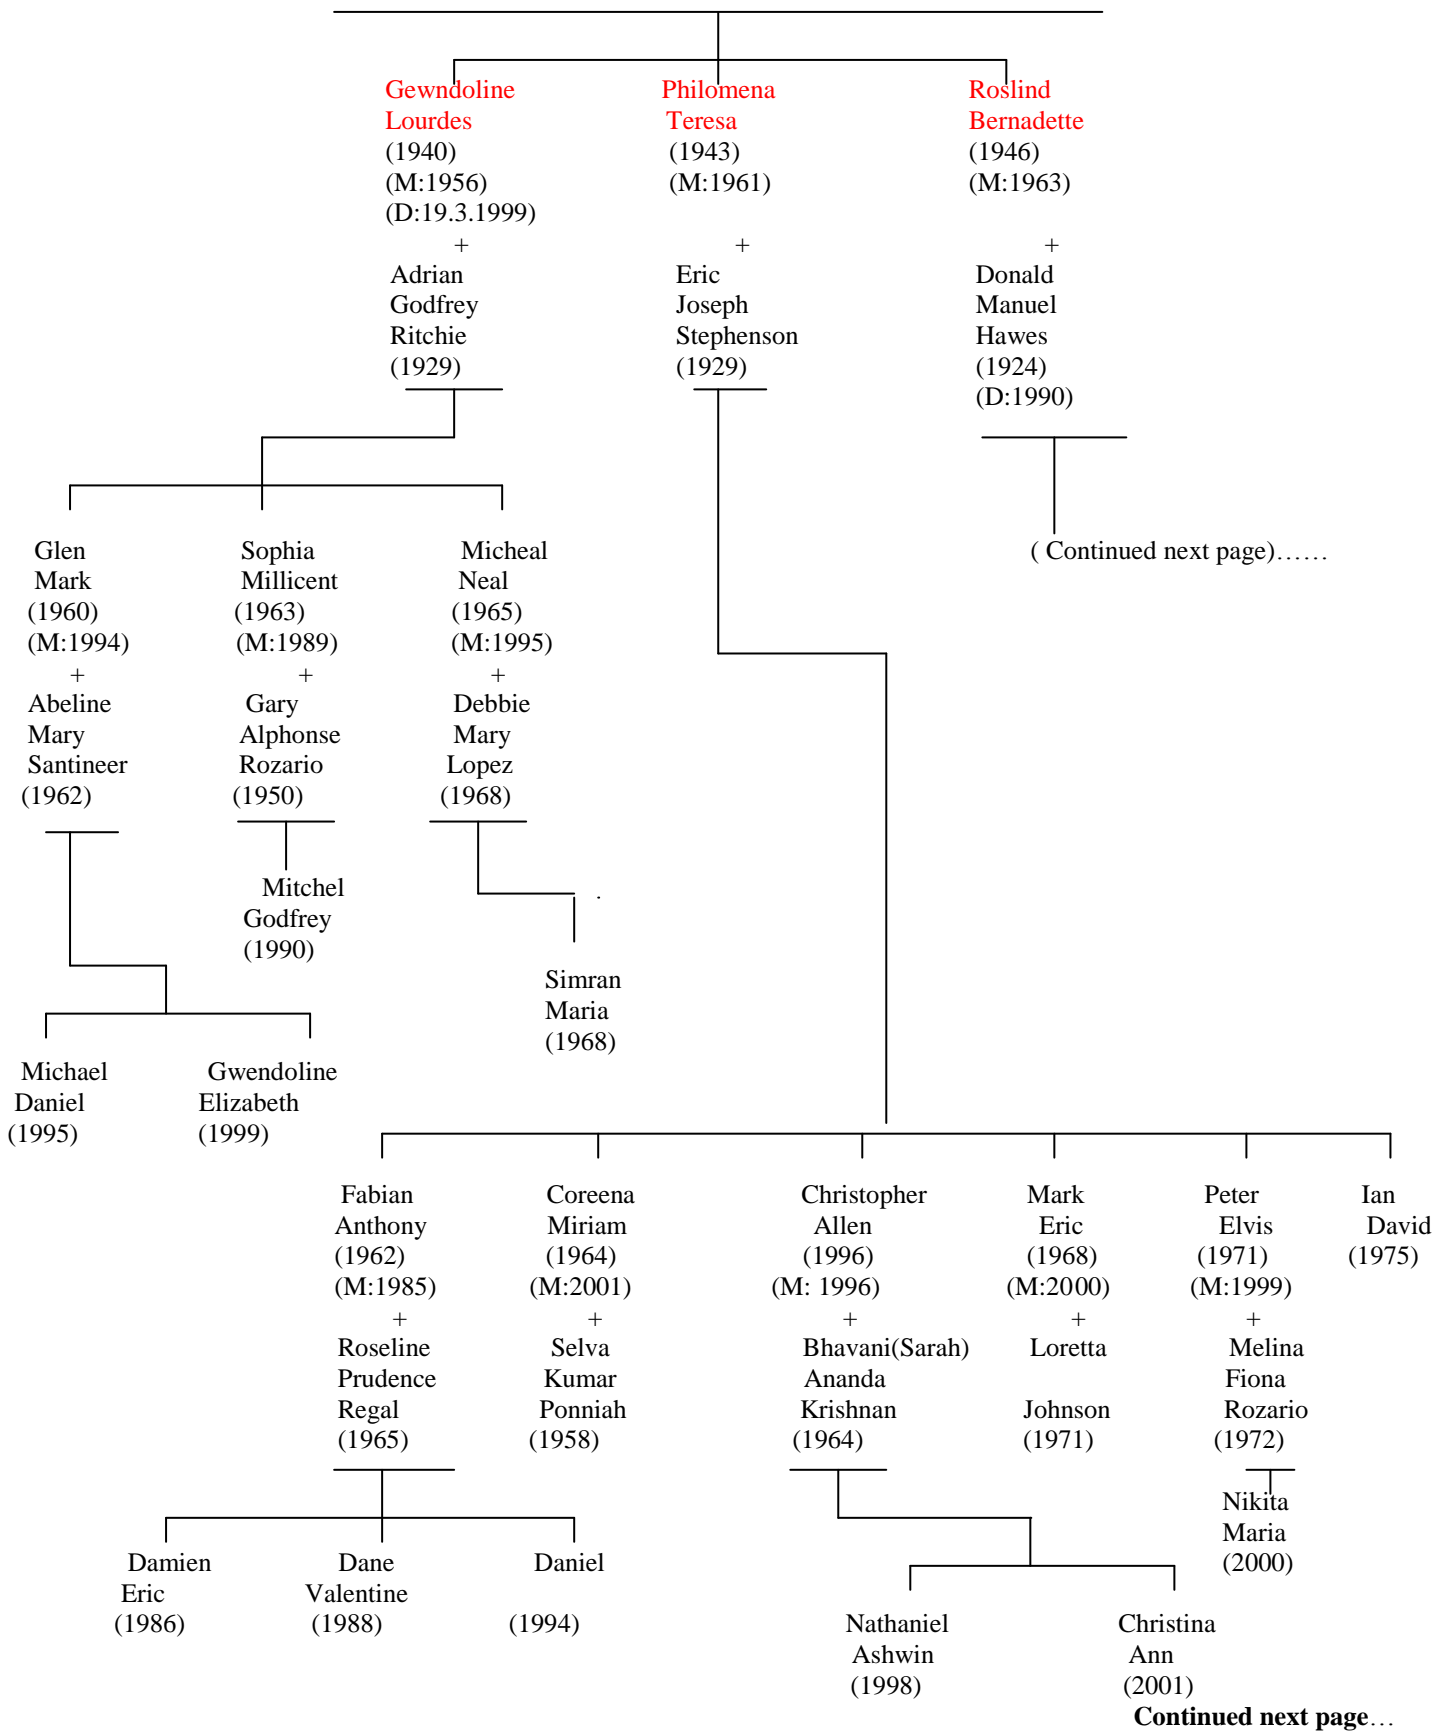 Gewndoline
Lourdes
(1940)
(M:1956)
(D:19.3.1999)
+
Adrian
Godfrey
Ritchie
(1929)
Philomena
Teresa
(1943)
(M:1961)
+
Eric
Joseph
Stephenson
(1929)
Roslind
Bernadette
(1946)
(M:1963)
+
Donald
Manuel
Hawes
(1924)
(D:1990)
( Continued next page)……
Glen
Mark
(1960)
(M:1994)
+
Abeline
Mary
Santineer
(1962)
Sophia
Millicent
(1963)
(M:1989)
+
Gary
Alphonse
Rozario
(1950)
Micheal
Neal
(1965)
(M:1995)
+
Debbie
Mary
Lopez
(1968)
Mitchel
Godfrey
(1990)
.
Simran
Maria
(1968)
Michael
Daniel
(1995)
Gwendoline
Elizabeth
(1999)
Fabian
Anthony
(1962)
(M:1985)
+
Roseline
Prudence
Regal
(1965)
Coreena
Miriam
(1964)
(M:2001)
+
Selva
Kumar
Ponniah
(1958)
Christopher
Allen
(1996)
(M: 1996)
+
Bhavani(Sarah)
Ananda
Krishnan
(1964)
Mark
Eric
(1968)
(M:2000)
+
Loretta
Johnson
(1971)
Peter
Elvis
(1971)
(M:1999)
+
Melina
Fiona
Rozario
(1972)
Ian
David
(1975)
Nikita
Maria
(2000)
Damien
Eric
(1986)
Dane
Valentine
(1988)
Daniel
(1994)
Nathaniel
Ashwin
(1998)
Christina
Ann
(2001)
Continued next page…